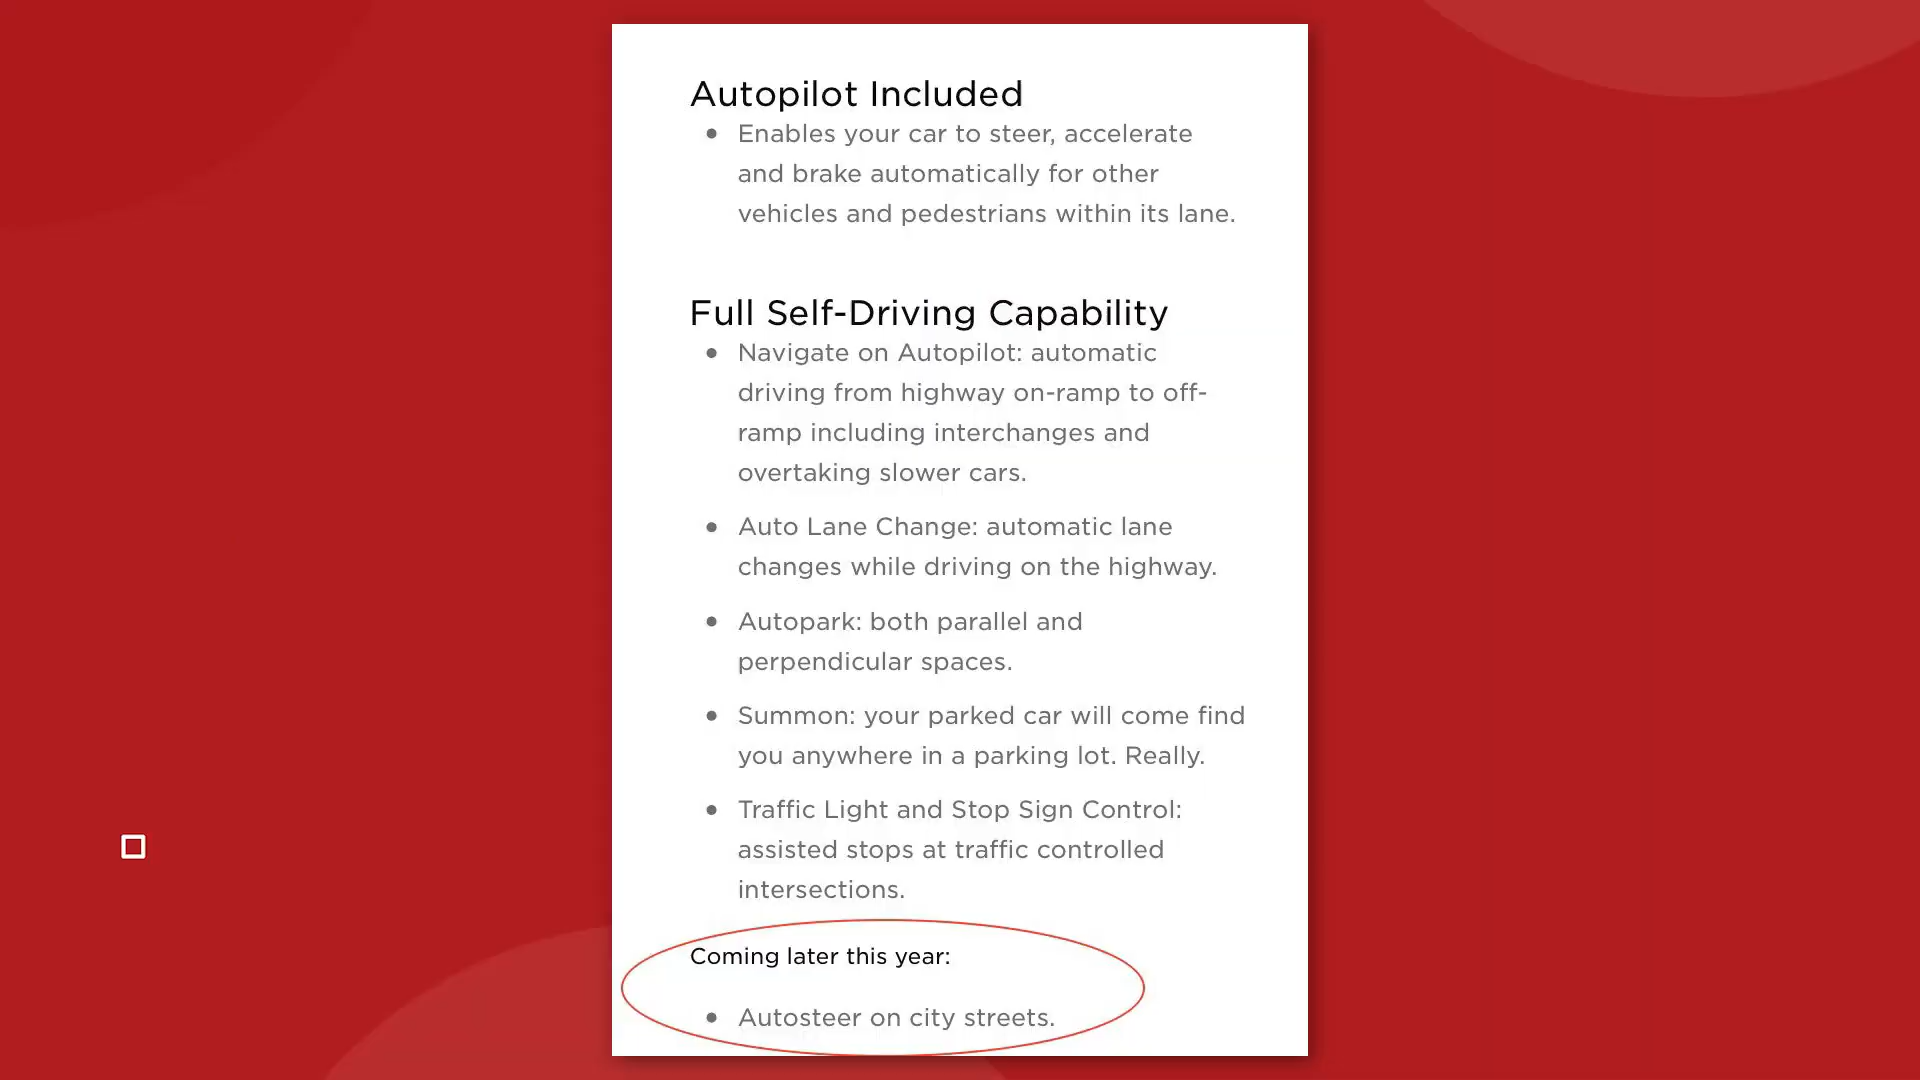 Autopilot Included
• Enables your car to steer, accelerate
and brake automatically for other
vehicles and pedestrians within its lane.
Full Self-Driving Capability
• Navigate on Autopilot: automatic
driving from highway on-ramp to off-
ramp including interchanges and
overtaking slower cars.
• Auto Lane Change: automatic lane
changes while driving on the highway.
• Autopark: both parallel and
perpendicular spaces.
• Summon: your parked car will come find
you anywhere in a parking lot. Really.
• Traffic Light and Stop Sign Control:
assisted stops at traffic controlled
intersections.
Coming later this year:
• Autosteer on city streets.